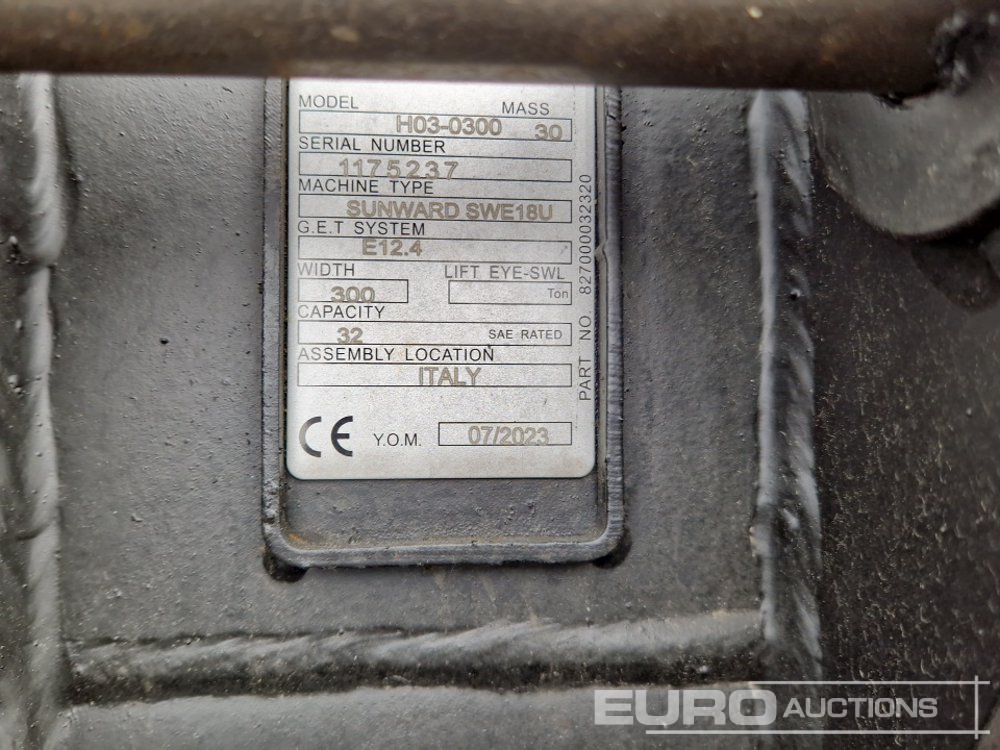 MODEL MASS
H03-0300 30
SERIAL NUMBER
1175237
MACHINE TYPE
SUNWARD SWE18U
G.E.T SYSTEM
E12.4
WIDTH LIFT EYE-SWL
300 Ton
CAPACITY
32 SAE RATED
ASSEMBLY LOCATION
ITALY
CE Y.O.M. 07/2023
PART NO. 82700032320
EURO AUCTIONS